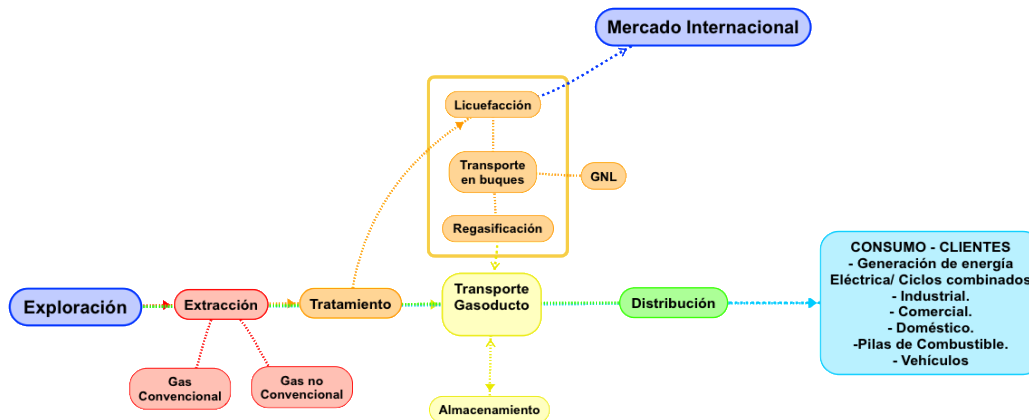 Mercado Internacional
Licuefacción
Transporte
en buques
GNL
Regasificación
CONSUMO - CLIENTES
- Generación de energía
Eléctrica/ Ciclos combinados
- Industrial.
- Comercial.
- Doméstico.
-Pilas de Combustible.
- Vehículos
Exploración
Extracción
Tratamiento
Transporte
Gasoducto
Distribución
Gas
Convencional
Gas no
Convencional
Almacenamiento